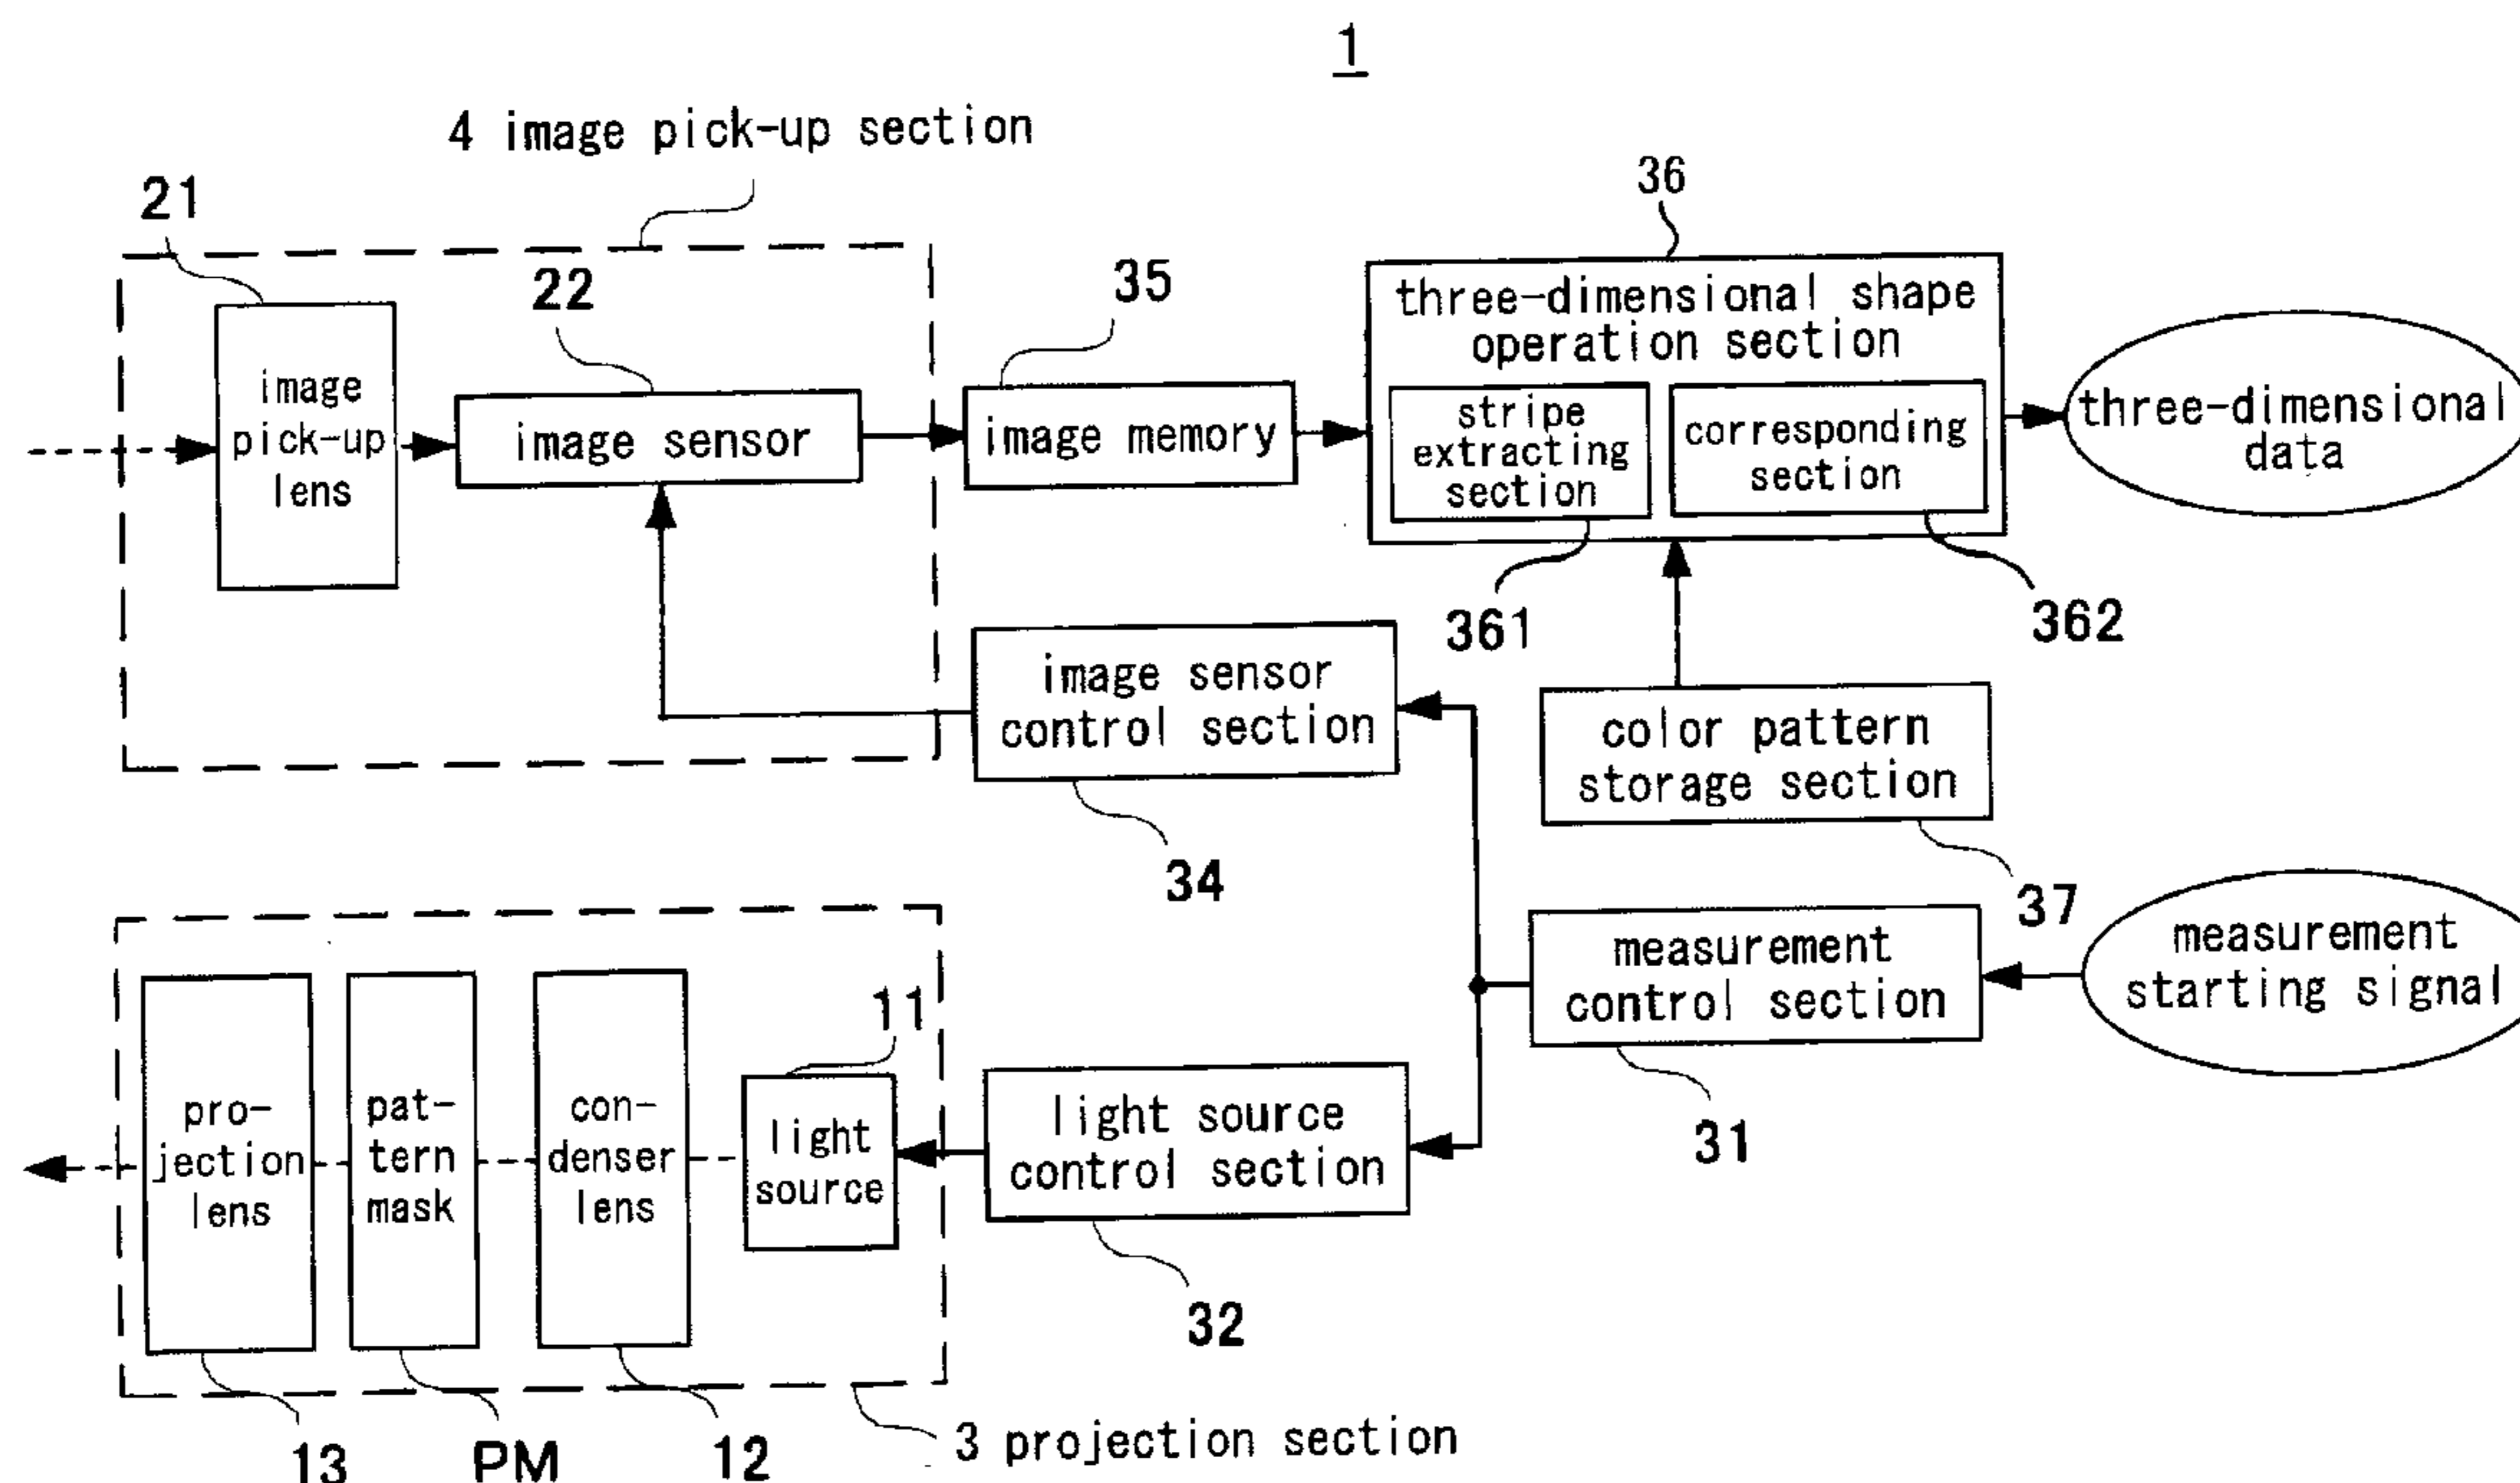 1
4 image pick-up section
21
22
35
36
image
pick-up
lens
image sensor
image memory
three-dimensional shape
operation section
stripe
extracting
section
corresponding
section
three-dimensional
data
361
362
image sensor
control section
34
color pattern
storage section
37
measurement
control section
31
measurement
starting signal
pro-
jection
lens
pat-
tern
mask
con-
denser
lens
11
light
source
light source
control section
32
13
PM
12
3 projection section